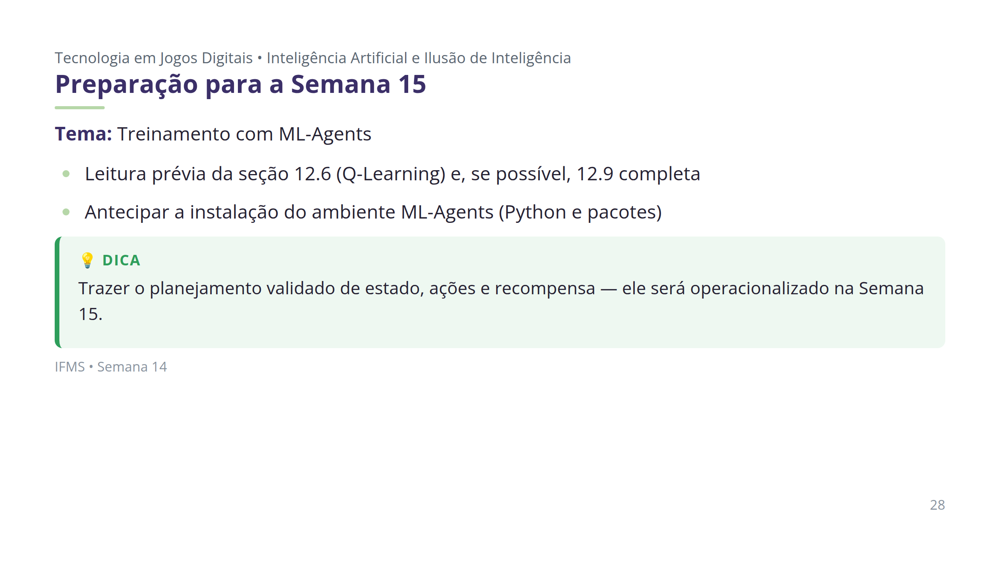 Tecnologia em Jogos Digitais • Inteligência Artificial e Ilusão de Inteligência
Preparação para a Semana 15
Tema: Treinamento com ML-Agents
• Leitura prévia da seção 12.6 (Q-Learning) e, se possível, 12.9 completa
• Antecipar a instalação do ambiente ML-Agents (Python e pacotes)
💡 DICA
Trazer o planejamento validado de estado, ações e recompensa — ele será operacionalizado na Semana
15.
IFMS • Semana 14
28